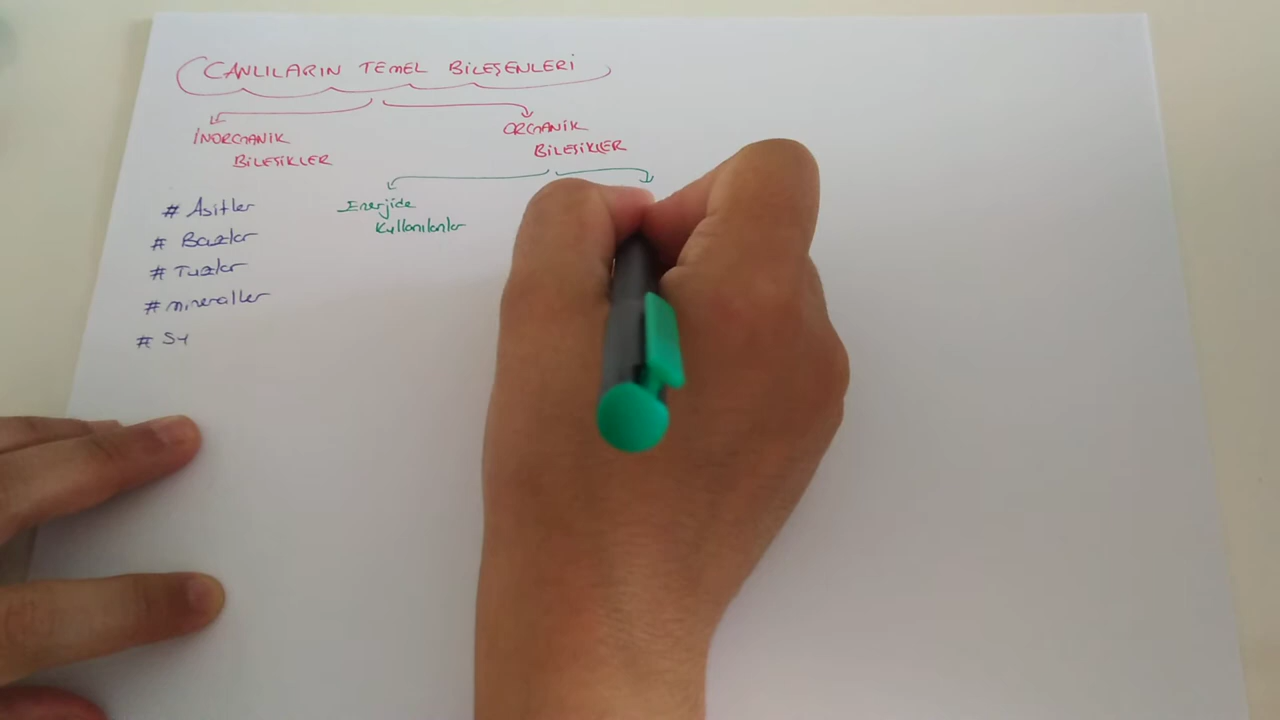 CANLILARIN TEMEL BİLEŞENLERİ
İNORGANİK
BİLEŞİKLER
ORGANİK
BİLEŞİKLER
# Asitler
# Bazlar
# Tuzlar
# mineraller
# Su
Enerjide
Kullanılanlar